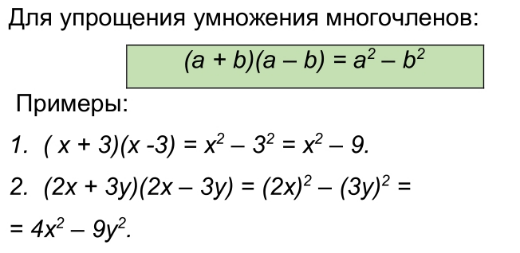 Для упрощения умножения многочленов:
(a + b)(a – b) = a² – b²
Примеры:
1. ( x + 3)(x -3) = x² – 3² = x² – 9.
2. (2x + 3y)(2x – 3y) = (2x)² – (3y)² =
= 4x² – 9y².